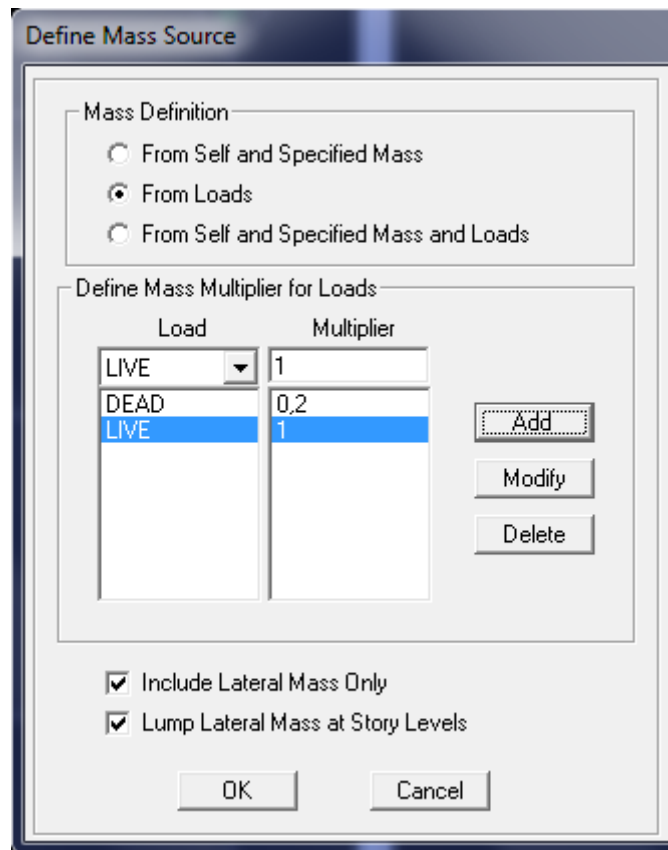 Define Mass Source
Mass Definition
From Self and Specified Mass
From Loads
From Self and Specified Mass and Loads
Define Mass Multiplier for Loads
Load Multiplier
LIVE 1
DEAD 0,2
LIVE 1
Add
Modify
Delete
Include Lateral Mass Only
Lump Lateral Mass at Story Levels
OK Cancel